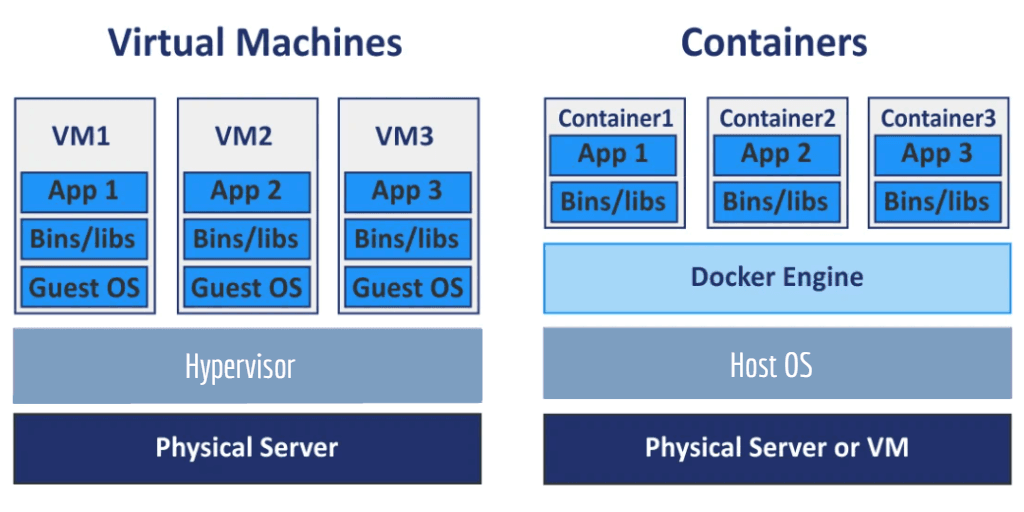 Virtual Machines
VM1
App 1
Bins/libs
Guest OS
VM2
App 2
Bins/libs
Guest OS
VM3
App 3
Bins/libs
Guest OS
Hypervisor
Physical Server
Containers
Container1
App 1
Bins/libs
Container2
App 2
Bins/libs
Container3
App 3
Bins/libs
Docker Engine
Host OS
Physical Server or VM